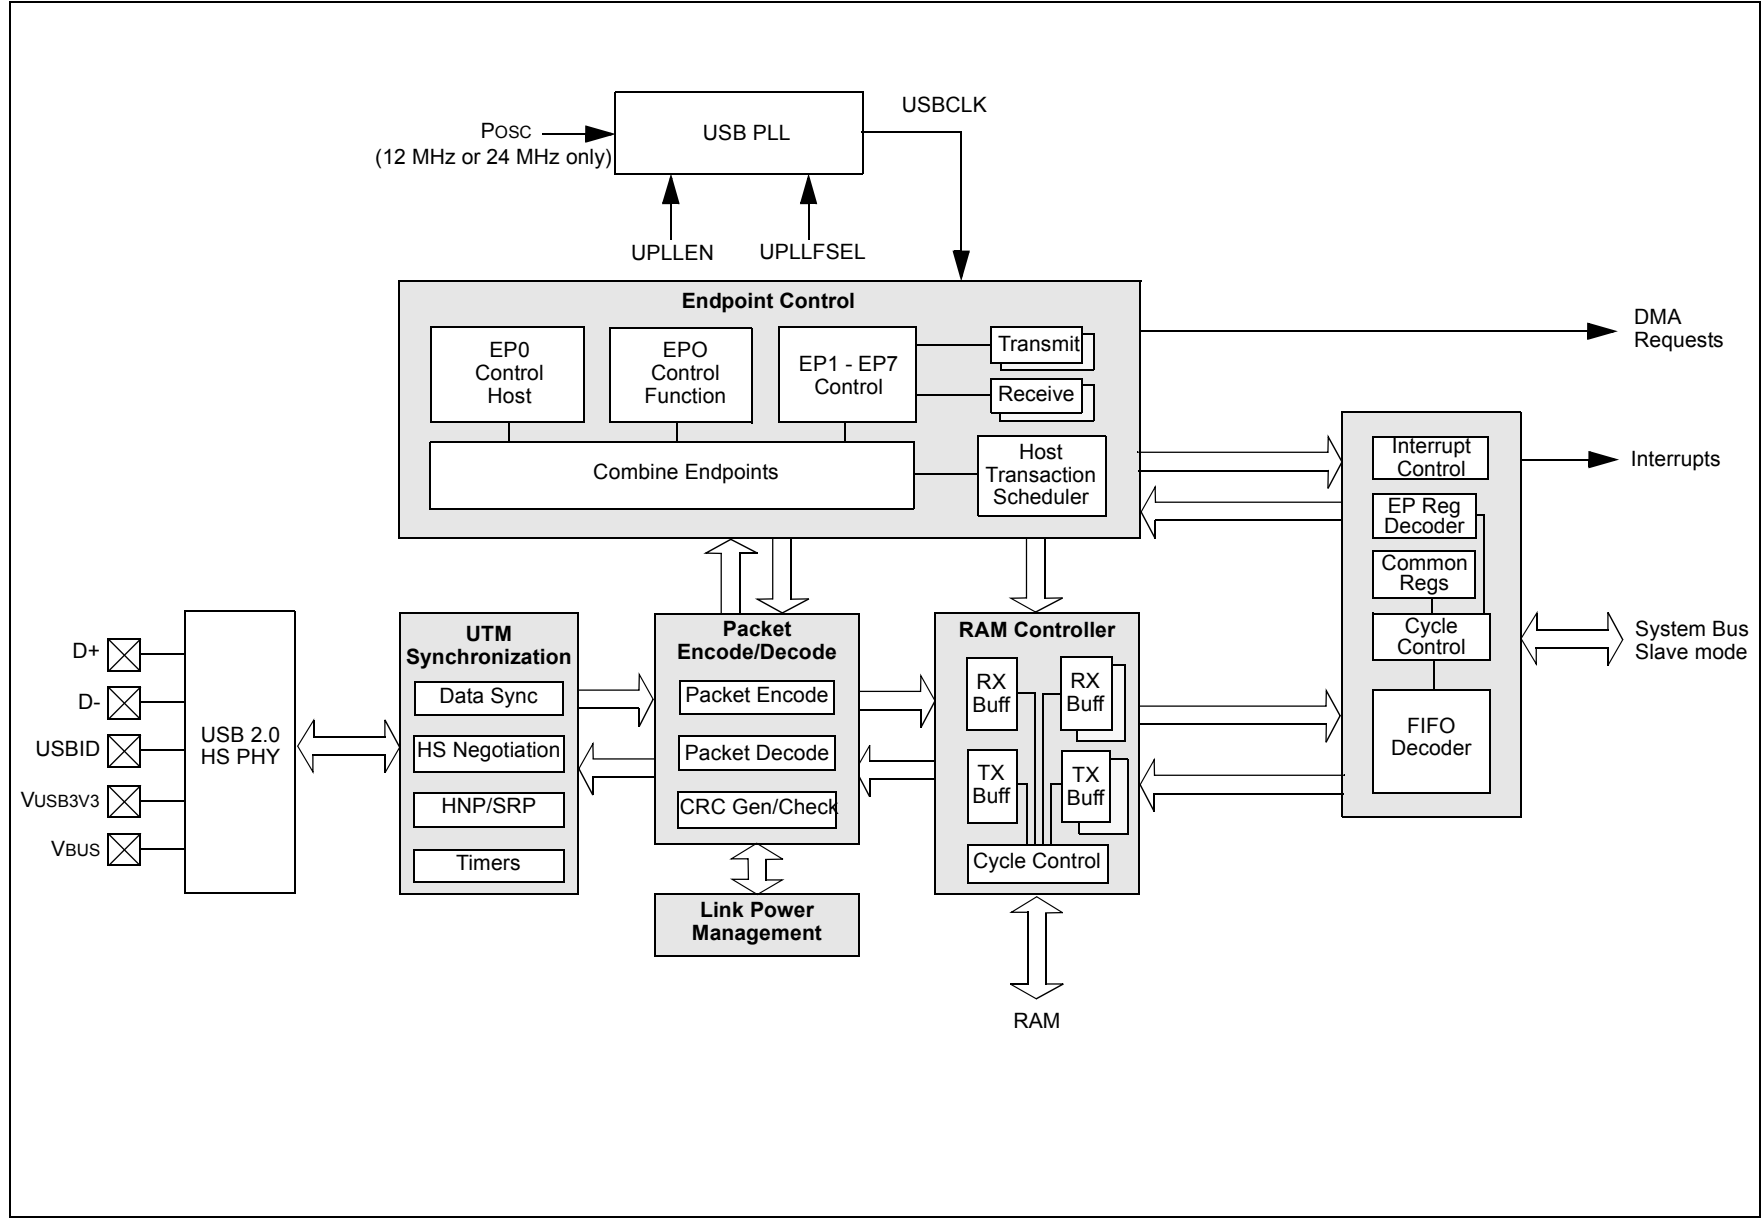 USBCLK
USB PLL
POSC
(12 MHz or 24 MHz only)
UPLLEN
UPLLFSEL
Endpoint Control
EP0
Control
Host
EPO
Control
Function
EP1 - EP7
Control
Transmit
Receive
Combine Endpoints
Host
Transaction
Scheduler
DMA
Requests
Interrupt
Control
Interrupts
EP Reg
Decoder
Common
Regs
Cycle
Control
System Bus
Slave mode
FIFO
Decoder
D+
D-
USBID
VUSB3V3
VBUS
USB 2.0
HS PHY
UTM
Synchronization
Data Sync
HS Negotiation
HNP/SRP
Timers
Packet
Encode/Decode
Packet Encode
Packet Decode
CRC Gen/Check
Link Power
Management
RAM Controller
RX
Buff
RX
Buff
TX
Buff
TX
Buff
Cycle Control
RAM